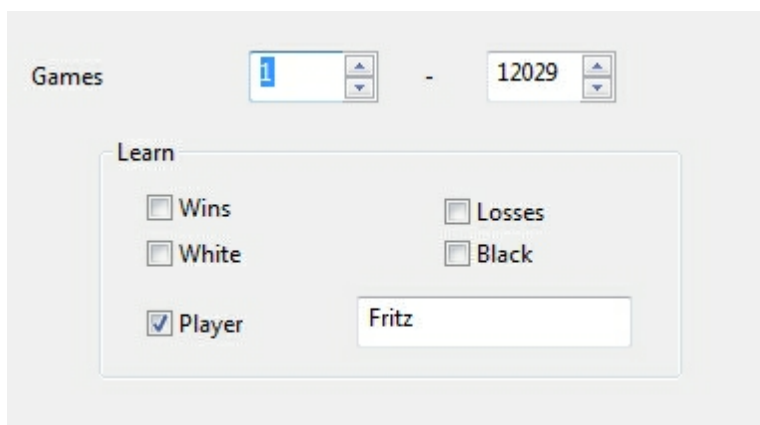 Games 1 - 12029
Learn
Wins Losses
White Black
Player Fritz